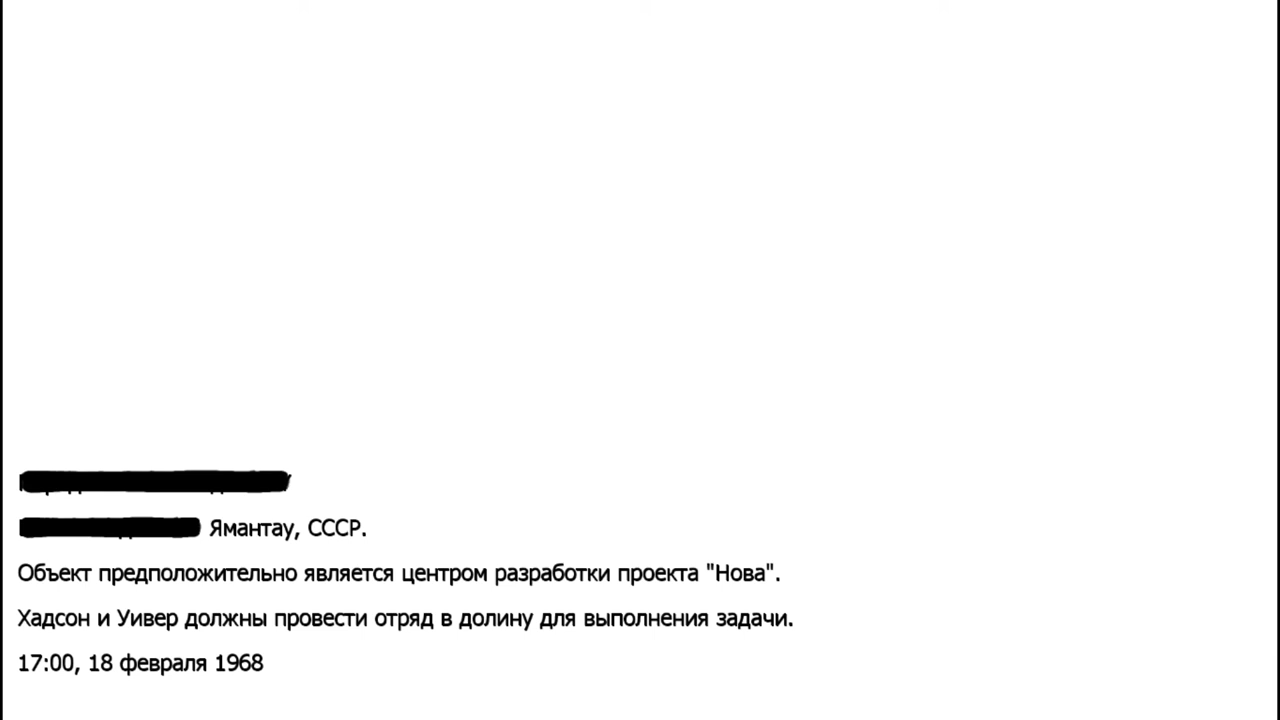 Ямантау, СССР.
Объект предположительно является центром разработки проекта "Нова".
Хадсон и Уивер должны провести отряд в долину для выполнения задачи.
17:00, 18 февраля 1968